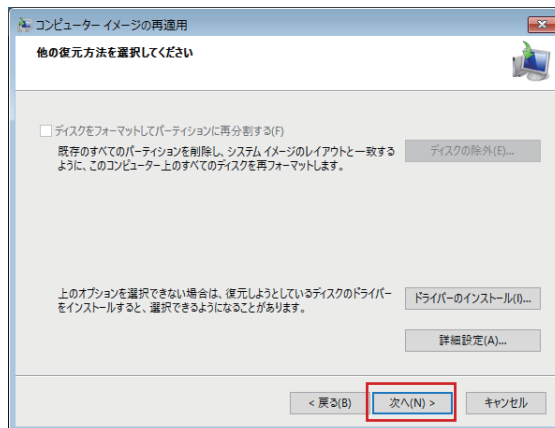 コンピューター イメージの再適用
他の復元方法を選択してください
ディスクをフォーマットしてパーティションに再分割する(F)
既存のすべてのパーティションを削除し、システム イメージのレイアウトと一致する
ように、このコンピューター上のすべてのディスクを再フォーマットします。
ディスクの除外(E)...
上のオプションを選択できない場合は、復元しようとしているディスクのドライバー
をインストールすると、選択できるようになることがあります。
ドライバーのインストール(I)...
詳細設定(A)...
< 戻る(B)
次へ(N) >
キャンセル